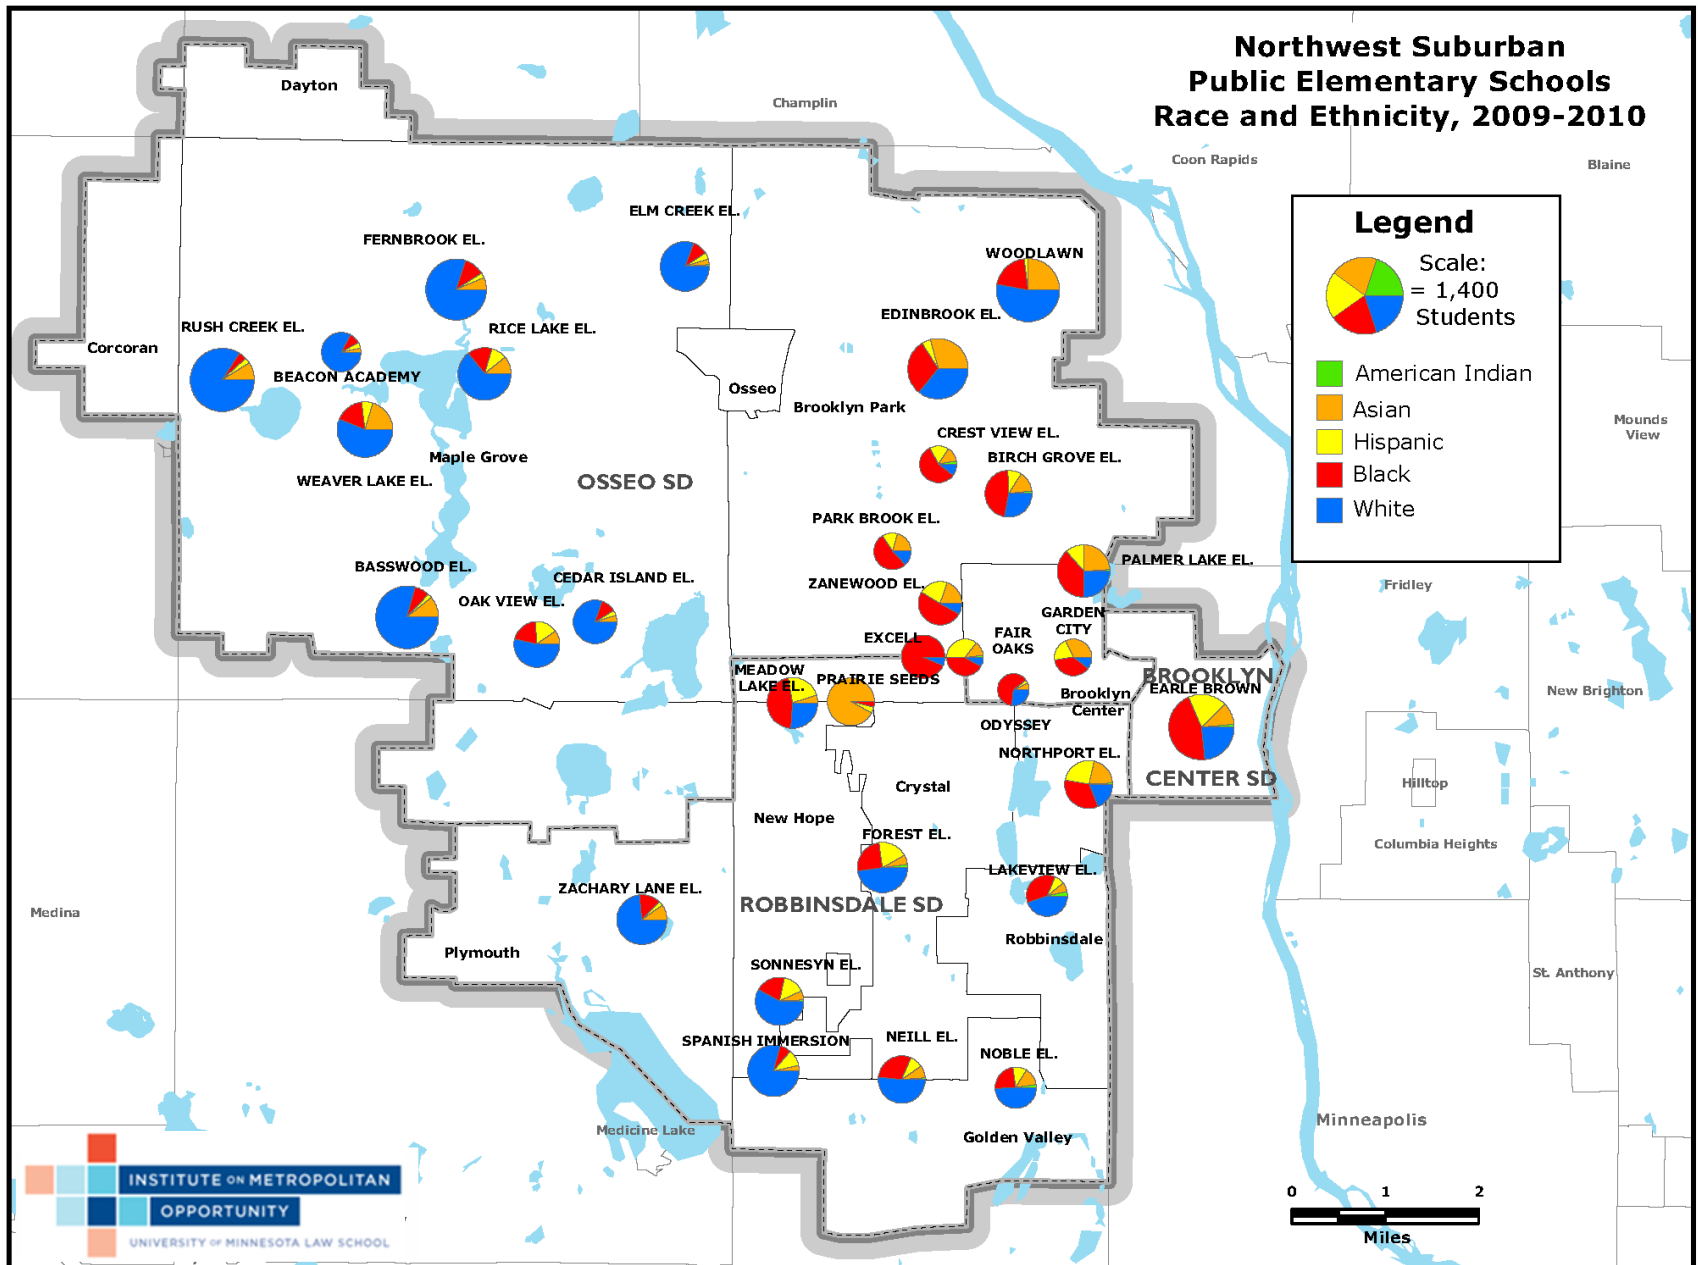 Northwest Suburban
Public Elementary Schools
Race and Ethnicity, 2009-2010
Dayton
Champlin
Coon Rapids
Blaine
Legend
Scale:
= 1,400
Students
American Indian
Asian
Hispanic
Black
White
ELM CREEK EL.
FERNBROOK EL.
WOODLAWN
EDINBROOK EL.
RUSH CREEK EL.
RICE LAKE EL.
Corcoran
BEACON ACADEMY
Osseo
Brooklyn Park
Mounds
View
CREST VIEW EL.
BIRCH GROVE EL.
Maple Grove
WEAVER LAKE EL.
OSSEO SD
PARK BROOK EL.
PALMER LAKE EL.
BASSWOOD EL.
CEDAR ISLAND EL.
ZANEWOOD EL.
Fridley
OAK VIEW EL.
GARDEN
CITY
EXCELL
FAIR
OAKS
MEADOW
LAKE EL.
PRAIRIE SEEDS
BROOKLYN
EARLE BROWN
New Brighton
Brooklyn
Center
ODYSSEY
NORTHPORT EL.
CENTER SD
Hilltop
Crystal
New Hope
FOREST EL.
Columbia Heights
LAKEVIEW EL.
ZACHARY LANE EL.
ROBBINSDALE SD
Medina
Robbinsdale
Plymouth
SONNESYN EL.
St. Anthony
SPANISH IMMERSION
NEILL EL.
NOBLE EL.
Medicine Lake
Golden Valley
Minneapolis
INSTITUTE ON METROPOLITAN
OPPORTUNITY
UNIVERSITY OF MINNESOTA LAW SCHOOL
0 1 2
Miles